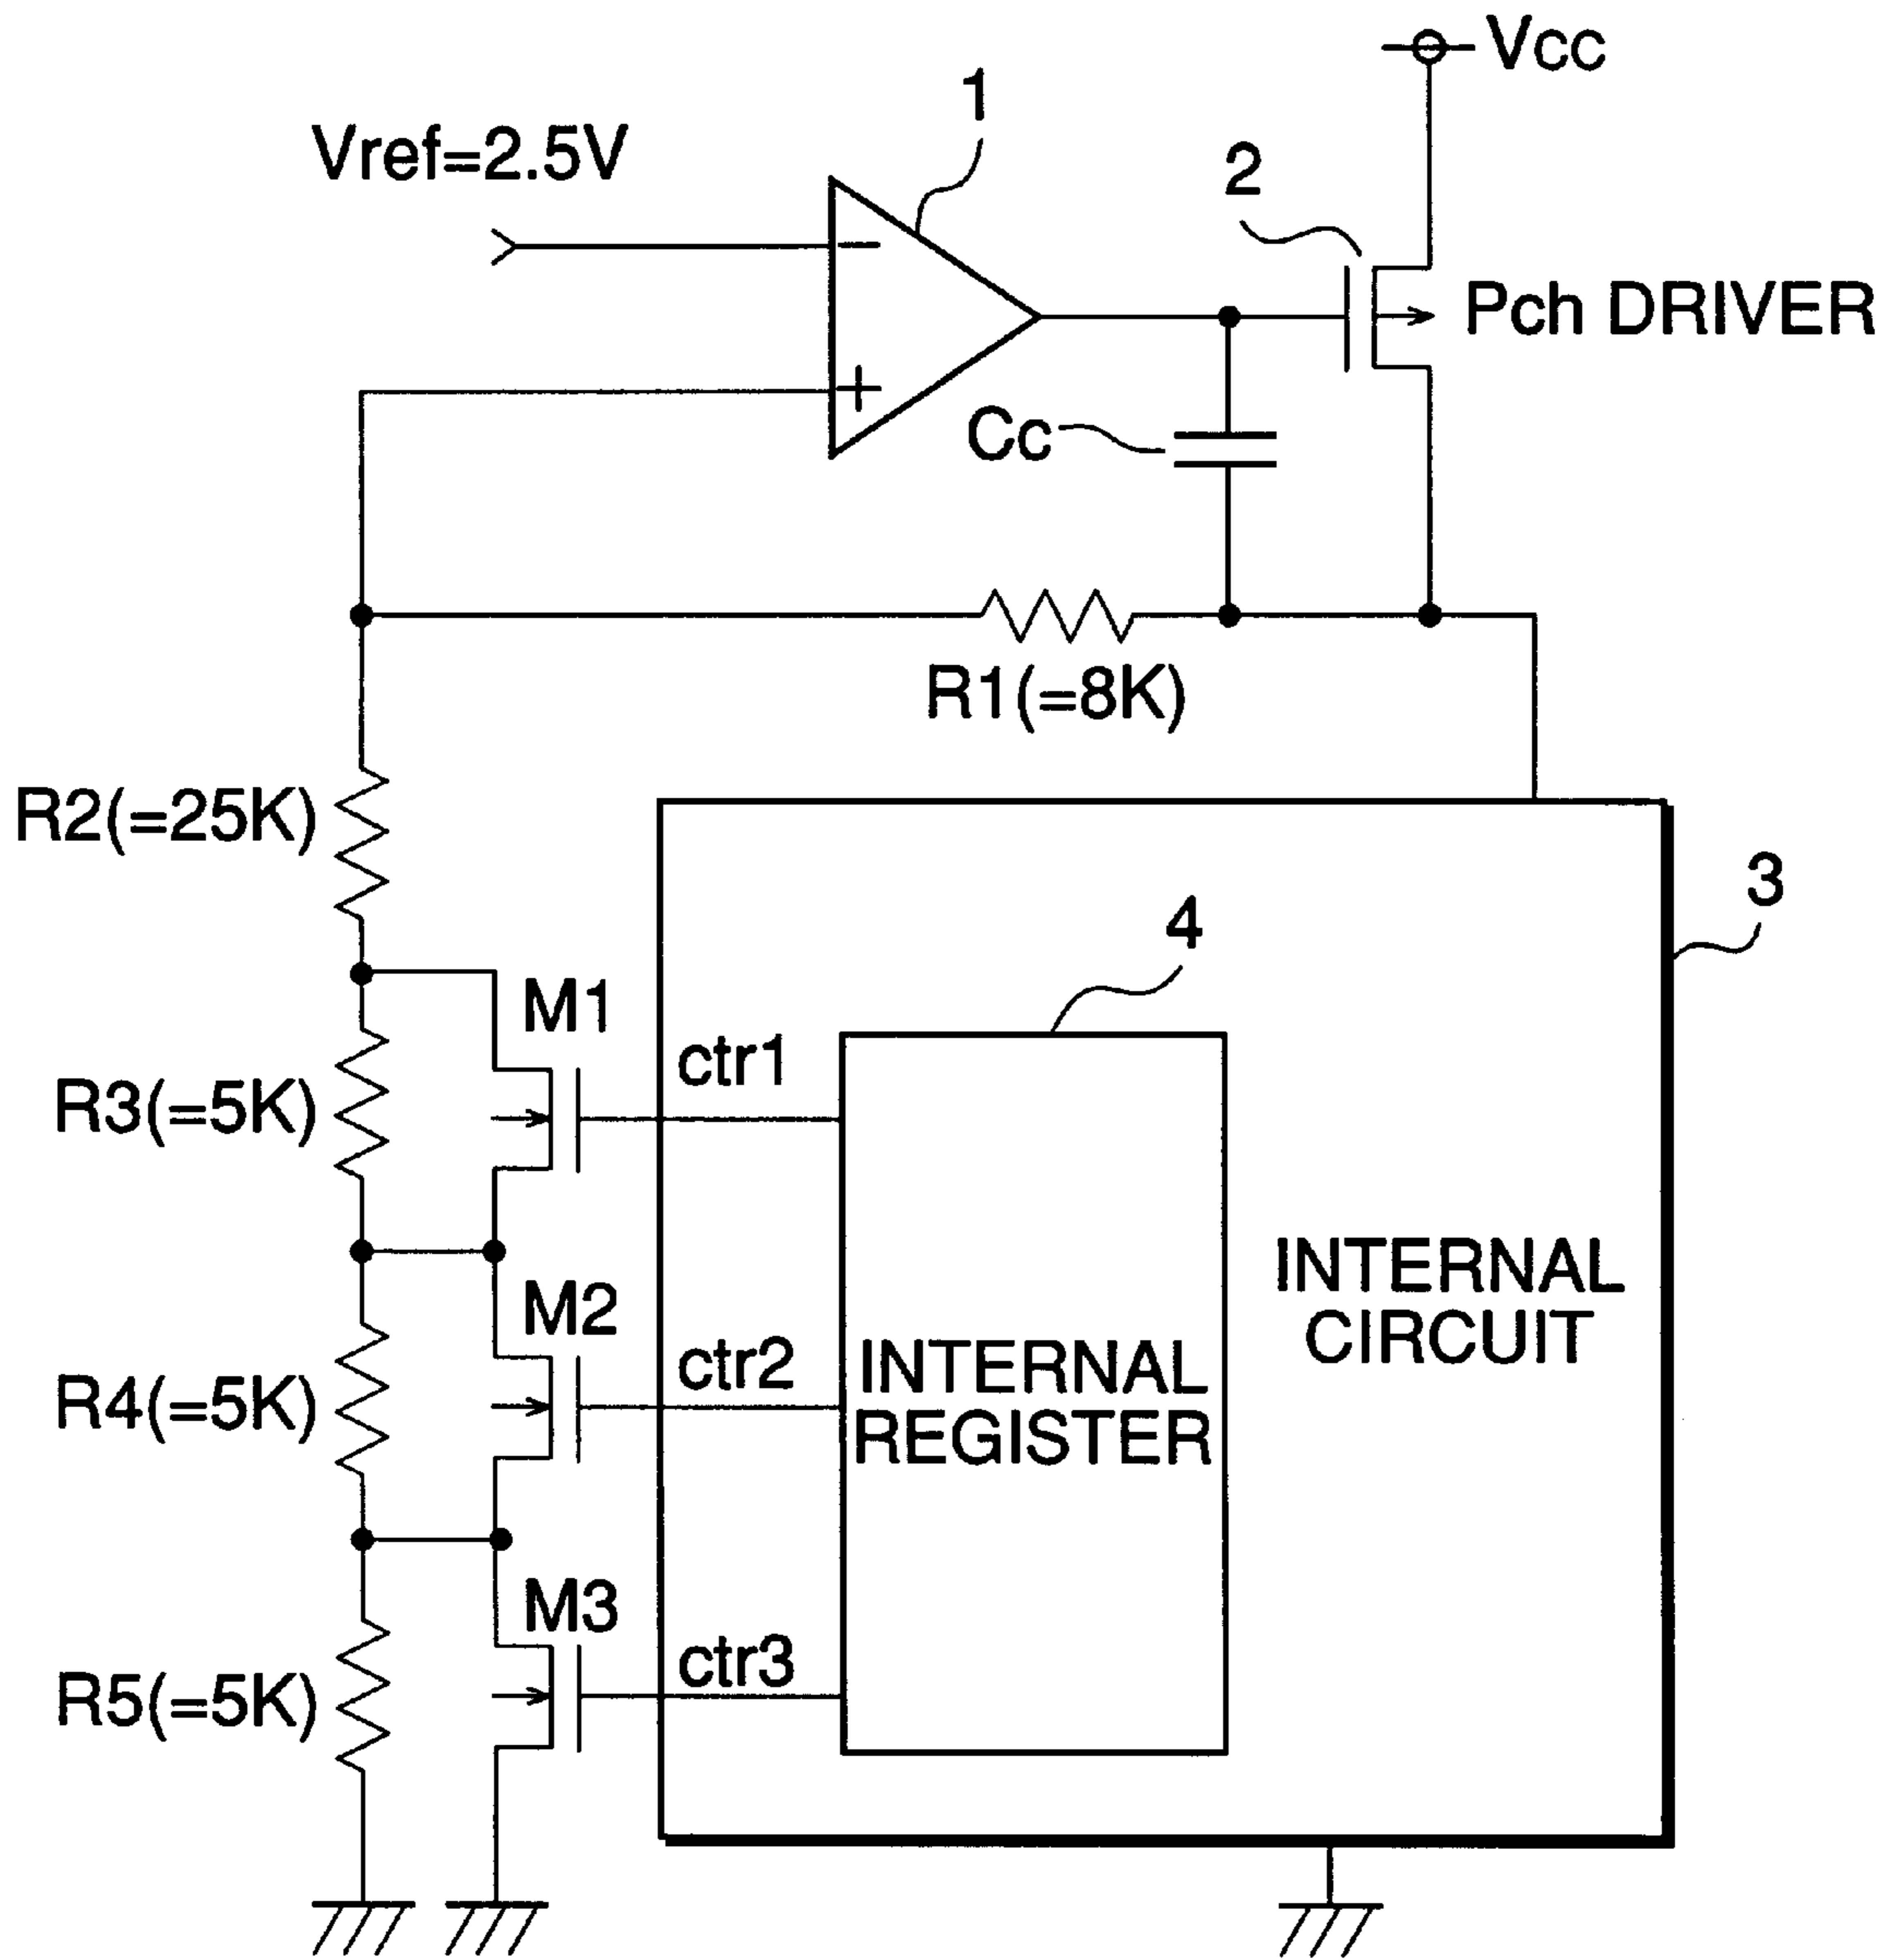 Vcc
1
Vref=2.5V
2
Pch DRIVER
Cc
R1(=8K)
R2(=25K)
3
4
M1
ctr1
R3(=5K)
INTERNAL
CIRCUIT
M2
ctr2
INTERNAL
REGISTER
R4(=5K)
M3
ctr3
R5(=5K)